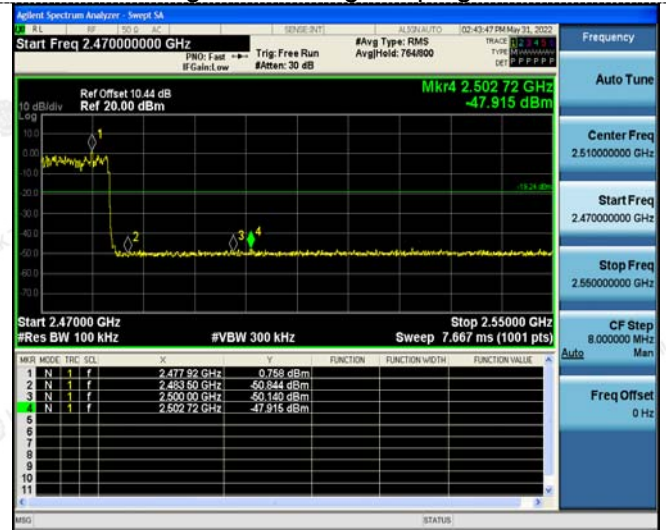 Agilent Spectrum Analyzer - Swept SA
RL RF 50 Ω AC SENSE:INT ALIGNAUTO 02:43:47 PM May 31, 2022
Start Freq 2.470000000 GHz
PNO: Fast
IFGain:Low
Trig: Free Run
#Atten: 30 dB
#Avg Type: RMS
Avg|Hold: 764/800
TRACE 1 2 3 4 5 6
TYPE
DET P P P P P P
Mkr4 2.502 72 GHz
-47.915 dBm
Ref Offset 10.44 dB
10 dB/div Ref 20.00 dBm
Log
10.0
0.00
-10.0
-20.0
-30.0
-40.0
-50.0
-60.0
-70.0
1
2
3
4
-19.24 dBm
Start 2.47000 GHz Stop 2.55000 GHz
#Res BW 100 kHz #VBW 300 kHz Sweep 7.667 ms (1001 pts)
MKR MODE TRC SCL X Y FUNCTION FUNCTION WIDTH FUNCTION VALUE
1 N 1 f 2.477 92 GHz 0.758 dBm
2 N 1 f 2.483 50 GHz -50.844 dBm
3 N 1 f 2.500 00 GHz -50.140 dBm
4 N 1 f 2.502 72 GHz -47.915 dBm
5
6
7
8
9
10
11
MSG STATUS
Frequency
Auto Tune
Center Freq
2.510000000 GHz
Start Freq
2.470000000 GHz
Stop Freq
2.550000000 GHz
CF Step
8.000000 MHz
Auto Man
Freq Offset
0 Hz